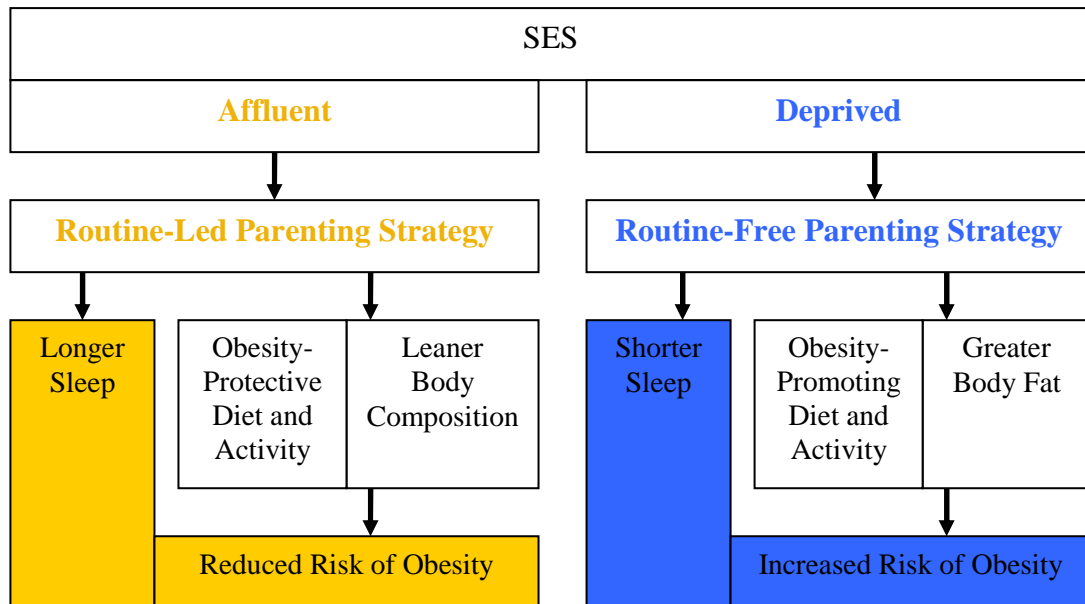 SES
Affluent
Deprived
Routine-Led Parenting Strategy
Routine-Free Parenting Strategy
Longer
Sleep
Obesity-
Protective
Diet and
Activity
Leaner
Body
Composition
Shorter
Sleep
Obesity-
Promoting
Diet and
Activity
Greater
Body Fat
Reduced Risk of Obesity
Increased Risk of Obesity